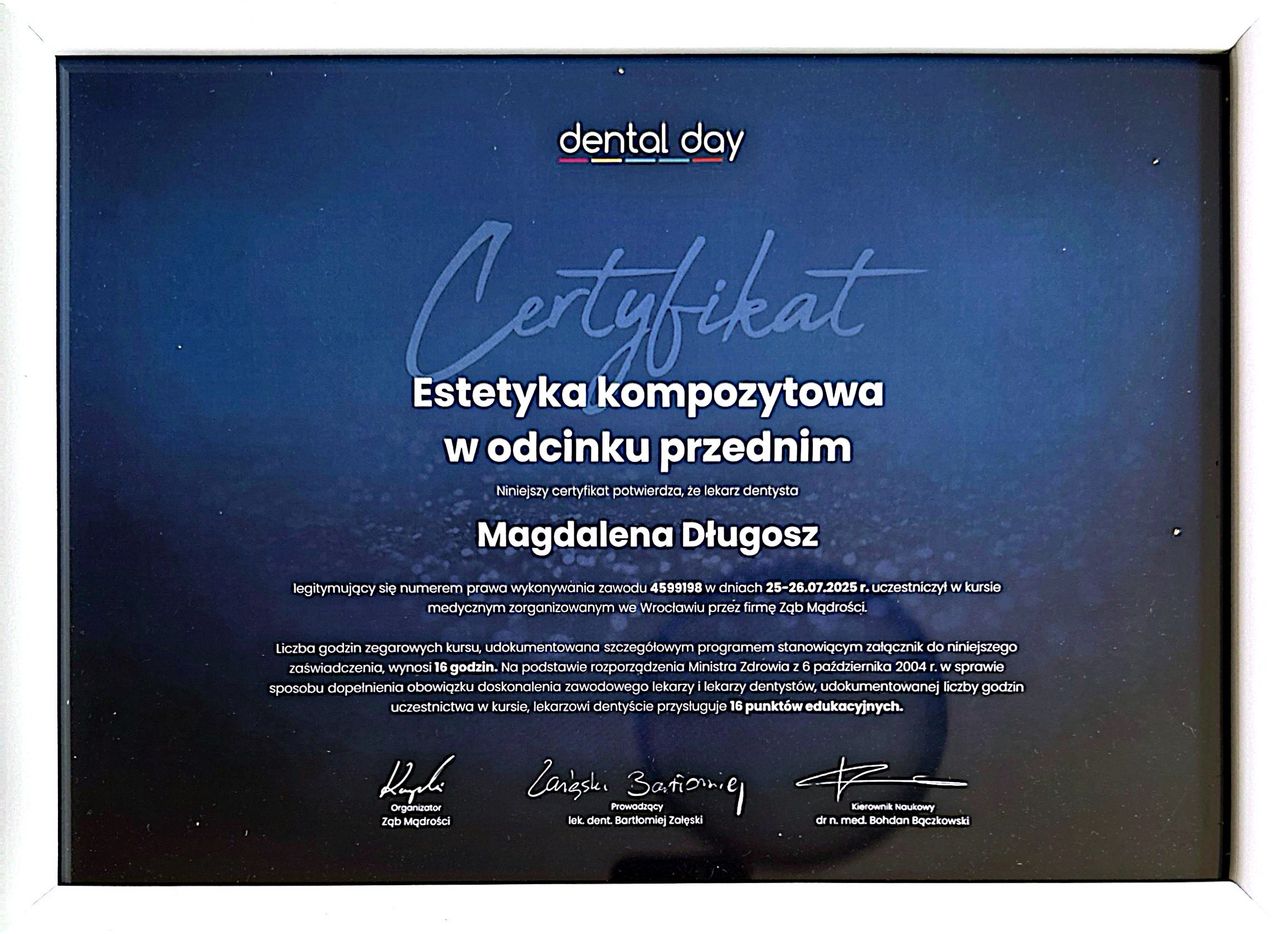 dental day
Certyfikat
Estetyka kompozytowa
w odcinku przednim
Niniejszy certyfikat potwierdza, że lekarz dentysta
Magdalena Długosz
legitymujący się numerem prawa wykonywania zawodu 4599198 w dniach 25-26.07.2025 r. uczestniczył w kursie
medycznym zorganizowanym we Wrocławiu przez firmę Ząb Mądrości.
Liczba godzin zegarowych kursu, udokumentowana szczegółowym programem stanowiącym załącznik do niniejszego
zaświadczenia, wynosi 16 godzin. Na podstawie rozporządzenia Ministra Zdrowia z 6 października 2004 r. w sprawie
sposobu dopełnienia obowiązku doskonalenia zawodowego lekarzy i lekarzy dentystów, udokumentowanej liczby godzin
uczestnictwa w kursie, lekarzowi dentyście przysługuje 16 punktów edukacyjnych.
Załęski Bartłomiej
Organizator
Ząb Mądrości
Prowadzący
lek. dent. Bartłomiej Załęski
Kierownik Naukowy
dr n. med. Bohdan Bączkowski